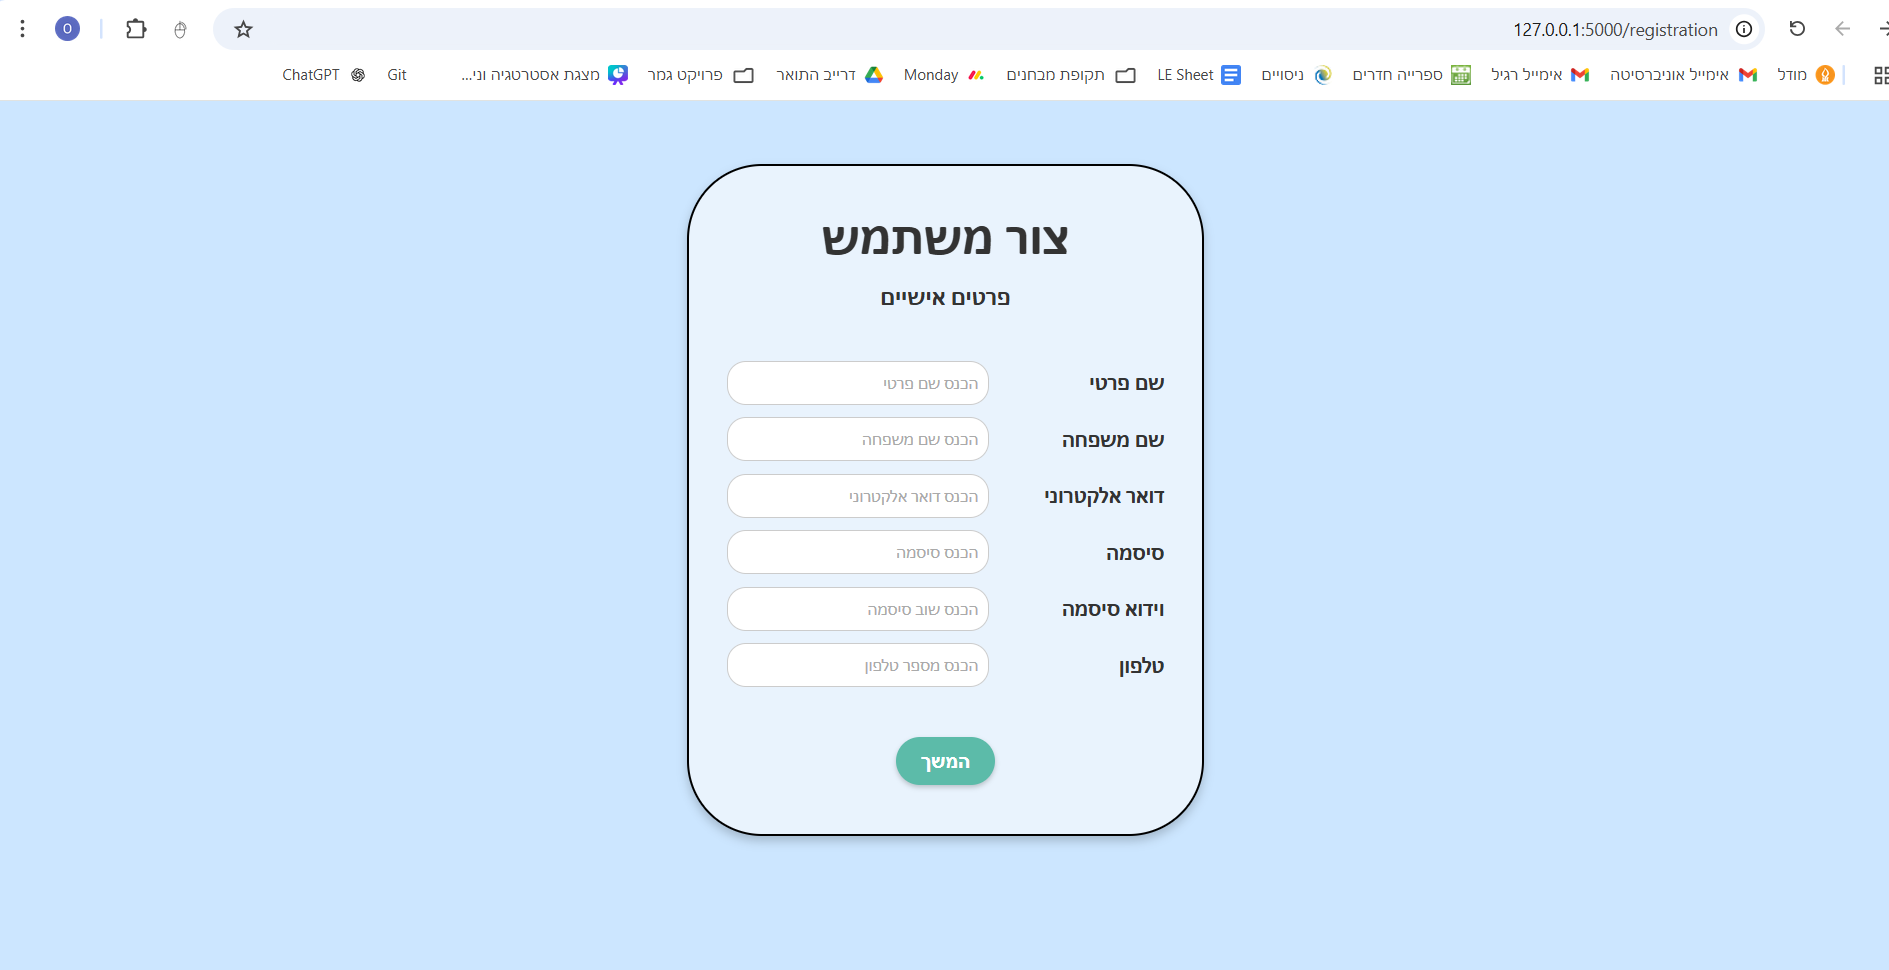 O
127.0.0.1:5000/registration
מודל
אימייל אוניברסיטה
אימייל רגיל
ספרייה חדרים
ניסויים
LE Sheet
תקופת מבחנים
Monday
דרייב התואר
פרויקט גמר
מצגת אסטרטגיה וני...
Git
ChatGPT
צור משתמש
פרטים אישיים
שם פרטי
הכנס שם פרטי
שם משפחה
הכנס שם משפחה
דואר אלקטרוני
הכנס דואר אלקטרוני
סיסמה
הכנס סיסמה
וידוא סיסמה
הכנס שוב סיסמה
טלפון
הכנס מספר טלפון
המשך